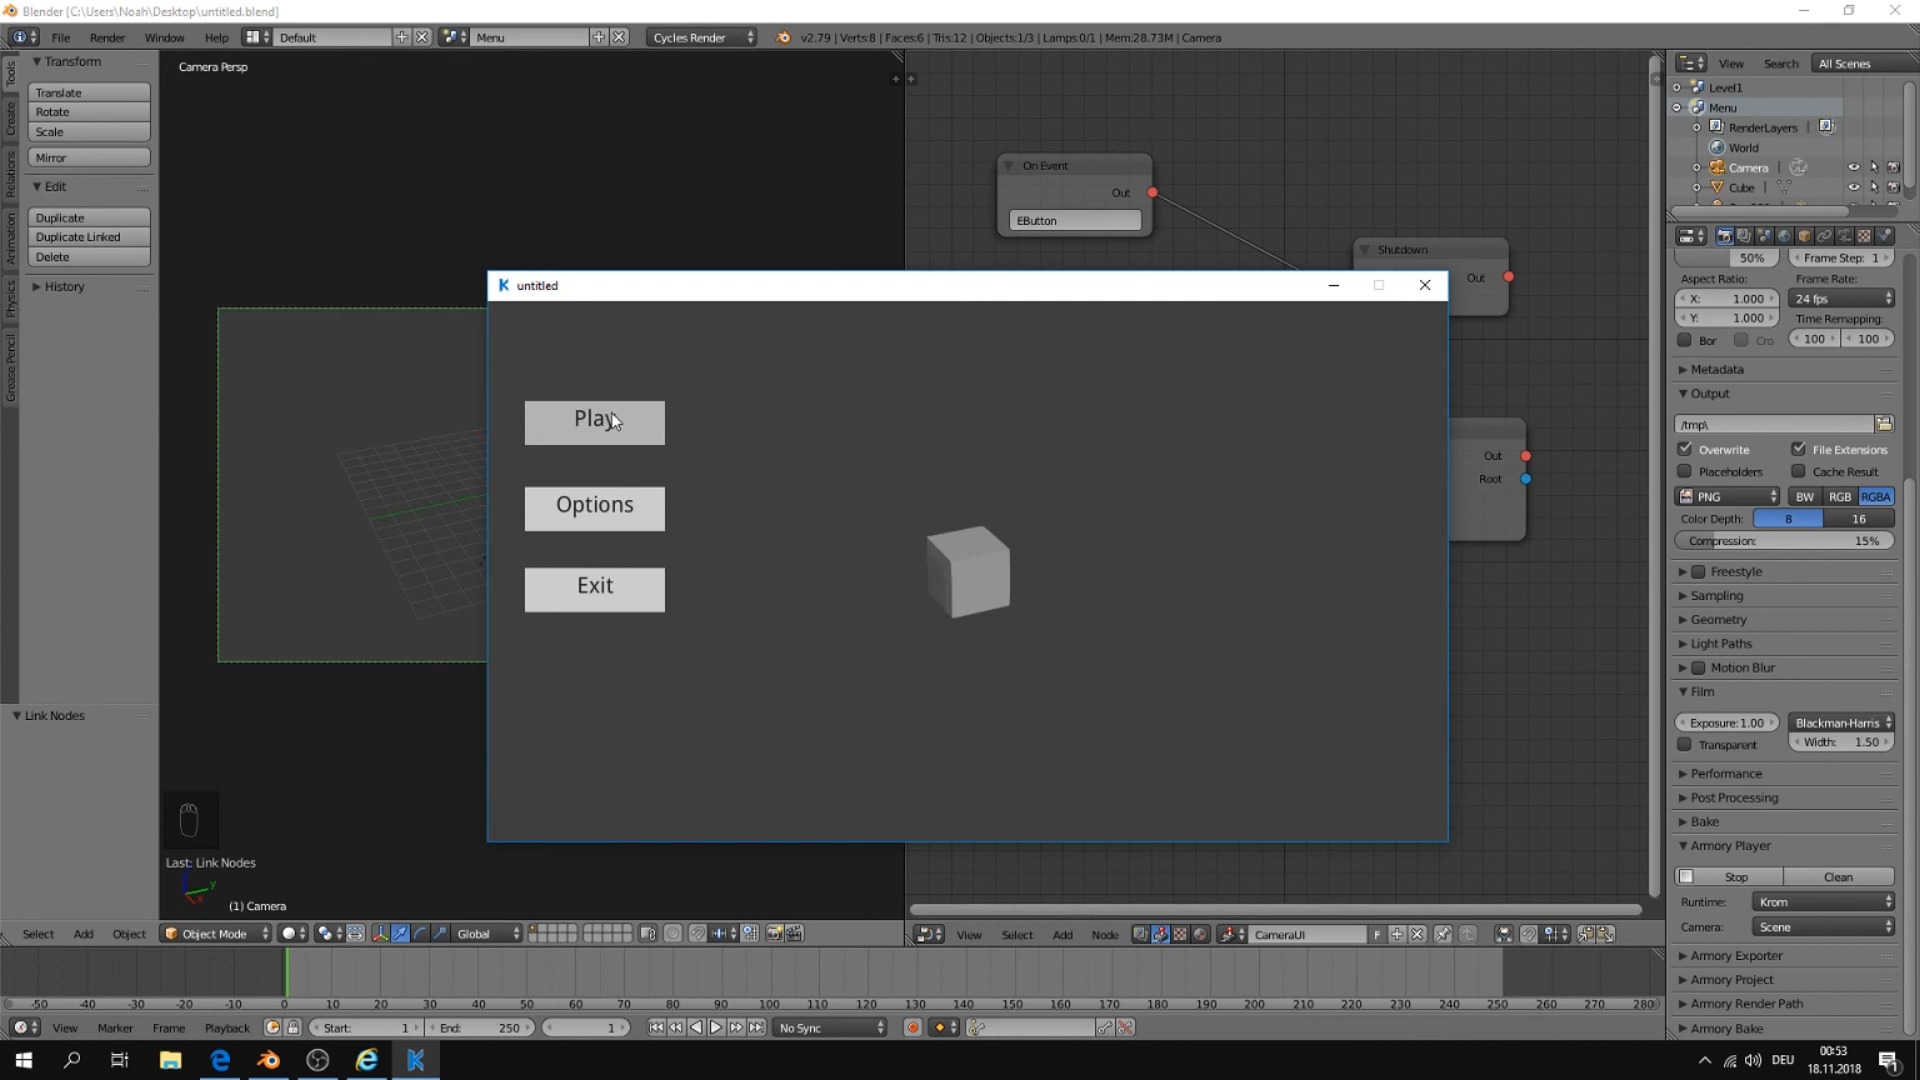 Blender [C:\Users\Noah\Desktop\untitled.blend]
File Render Window Help Default Menu Cycles Render v2.79 | Verts:8 | Faces:6 | Tris:12 | Objects:1/3 | Lamps:0/1 | Mem:28.73M | Camera
Tools
Create
Relations
Animation
Physics
Grease Pencil
Transform
Translate
Rotate
Scale
Mirror
Edit
Duplicate
Duplicate Linked
Delete
History
Link Nodes
Camera Persp
Last: Link Nodes
(1) Camera
On Event
Out
EButton
Shutdown
Out
Out
Root
untitled
Play
Options
Exit
View Search All Scenes
Level1
Menu
RenderLayers
World
Camera
Cube
50% Frame Step: 1
Aspect Ratio: Frame Rate:
X: 1.000 24 fps
Y: 1.000 Time Remapping:
Bor Cro 100 100
Metadata
Output
/tmp\
Overwrite File Extensions
Placeholders Cache Result
PNG BW RGB RGBA
Color Depth: 8 16
Compression: 15%
Freestyle
Sampling
Geometry
Light Paths
Motion Blur
Film
Exposure: 1.00 Blackman-Harris
Transparent Width: 1.50
Performance
Post Processing
Bake
Armory Player
Stop Clean
Runtime: Krom
Camera: Scene
Armory Exporter
Armory Project
Armory Render Path
Armory Bake
Select Add Object Object Mode Global
View Select Add Node CameraUI F
-50 -40 -30 -20 -10 0 10 20 30 40 50 60 70 80 90 100 110 120 130 140 150 160 170 180 190 200 210 220 230 240 250 260 270 280
View Marker Frame Playback Start: 1 End: 250 1 No Sync
DEU 00:53
18.11.2018
1